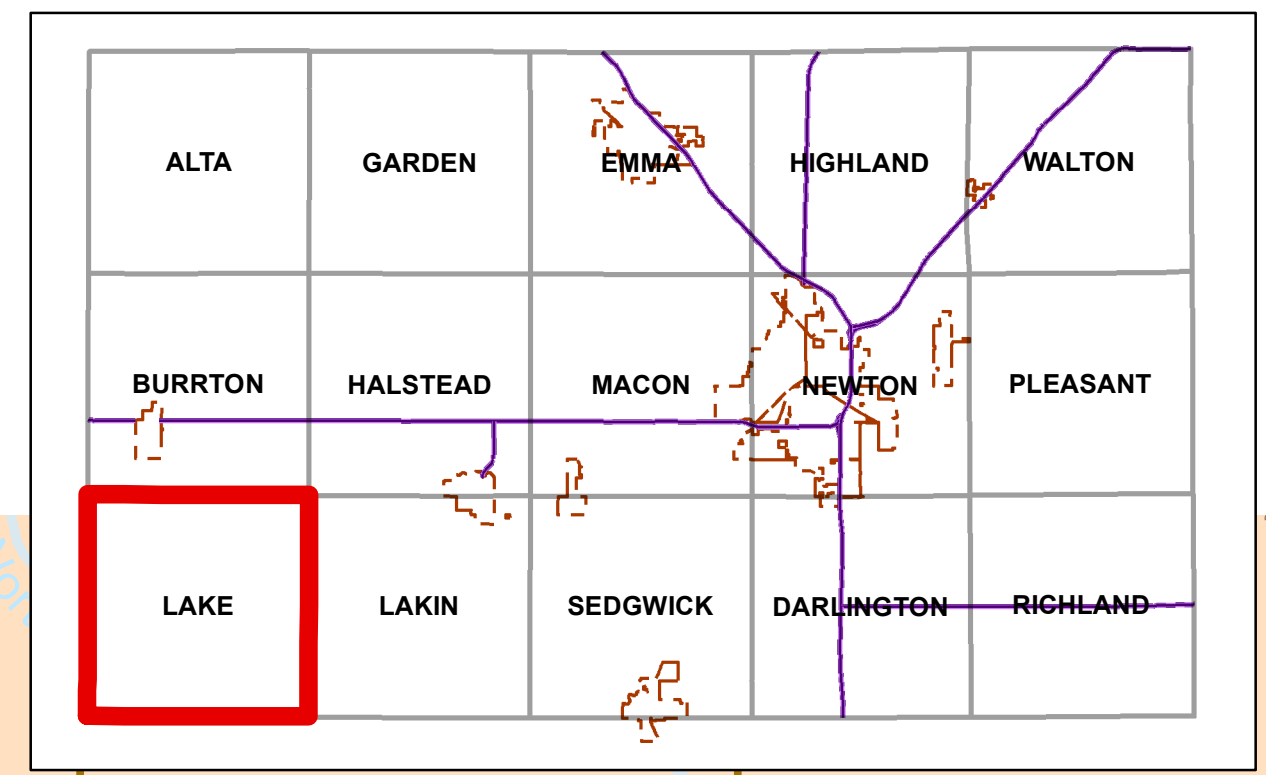 ALTA
GARDEN
EMMA
HIGHLAND
WALTON
BURRTON
HALSTEAD
MACON
NEWTON
PLEASANT
LAKE
LAKIN
SEDGWICK
DARLINGTON
RICHLAND